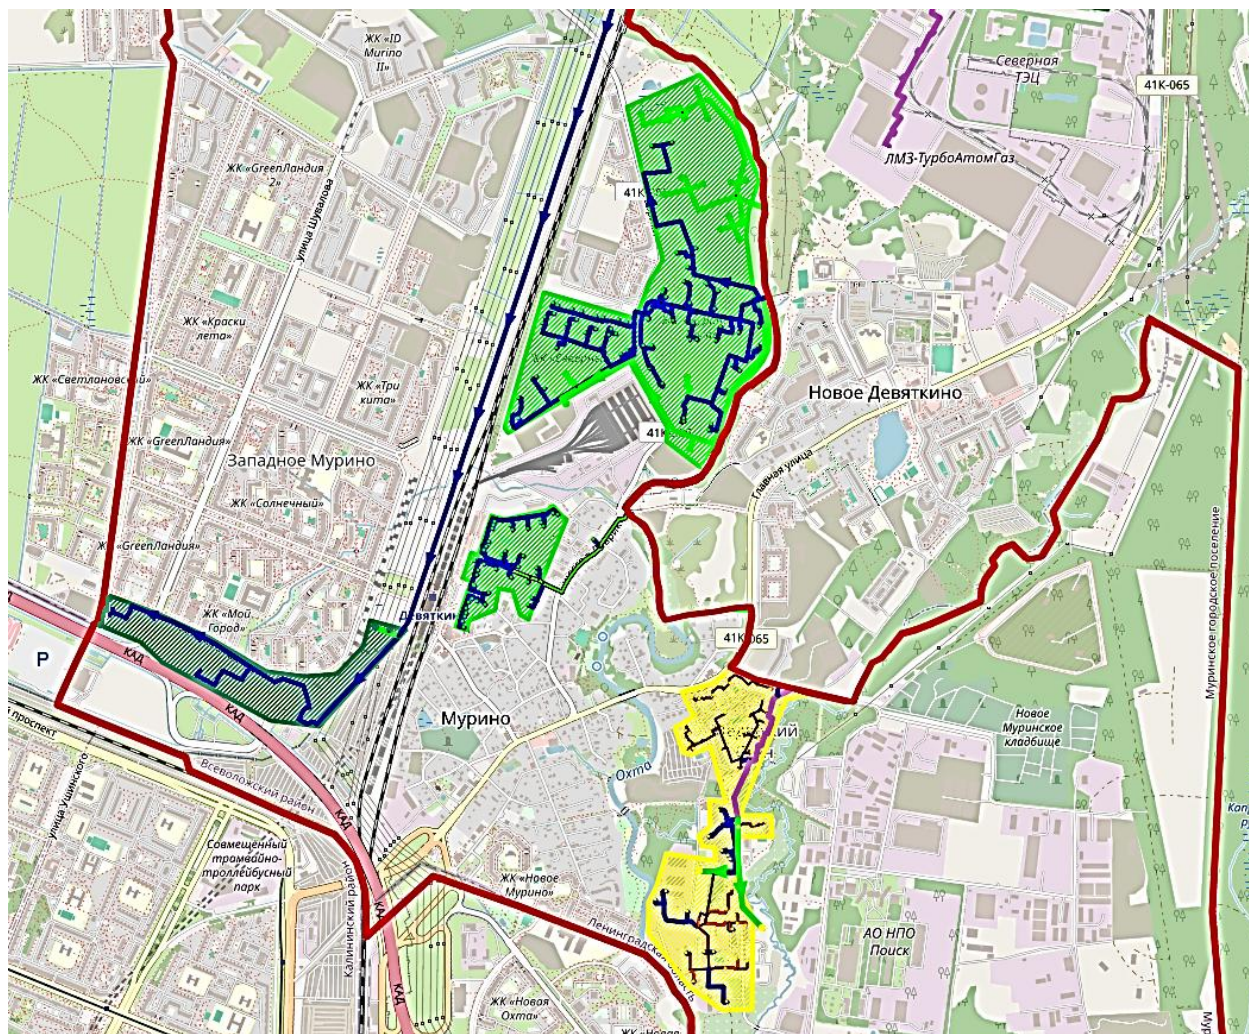 ЖК «ID
Murino
II»
Северная
ТЭЦ
41К-065
ЛМЗ-ТурбоАтомГаз
ЖК «GreenЛандия
2»
улица Шувалова
41К
ЖК «Краски
лета»
ЖК «Светлановский»
ЖК «Три
кита»
Новое Девяткино
41К
ЖК «GreenЛандия»
Западное Мурино
Главная улица
ЖК «Солнечный»
ЖК «GreenЛандия»
Муринское городское поселение
ЖК «Мой
Город»
Девяткино
41К-065
КАД
P
КАД
Мурино
Новое
Муринское
кладбище
й проспект
Всеволожский район
Охта
улица Ушинского
КАД
Совмещённый
трамвайно-
троллейбусный
парк
Калининский район
ЖК «Новое
Мурино»
КАД
Ленинградская область
АО НПО
Поиск
КАД
ЖК «Новая
Охта»